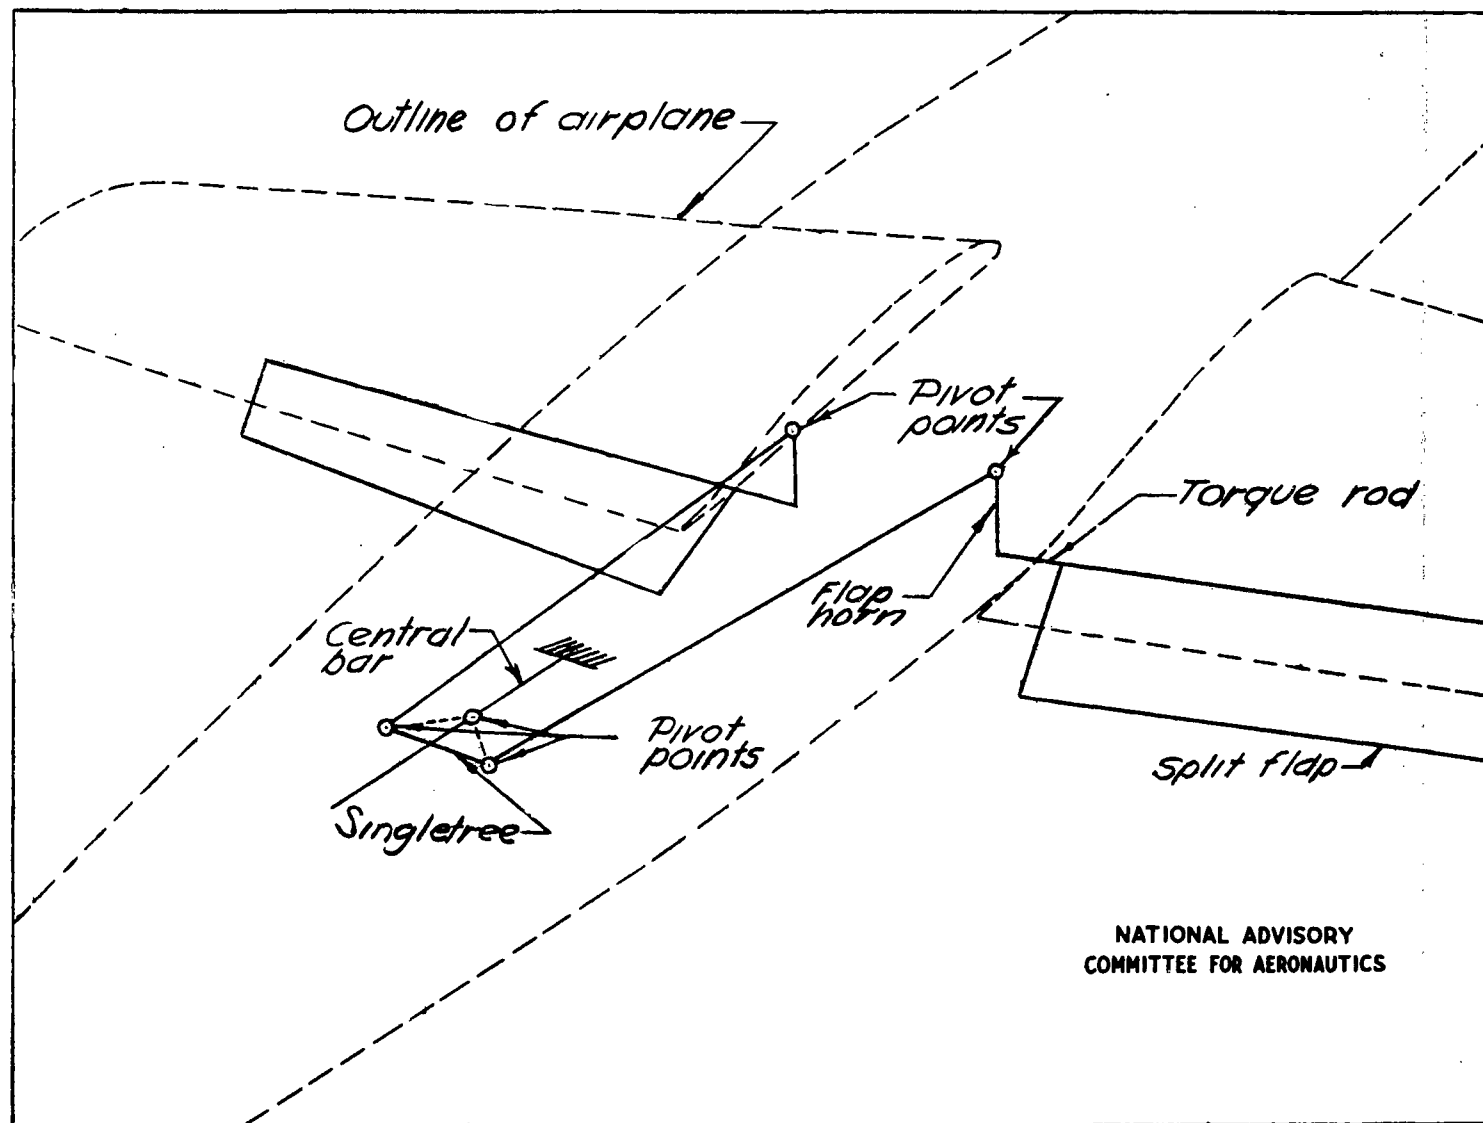 Outline of airplane
Pivot
points
Torque rod
Flap
horn
Central
bar
Pivot
points
Split flap
Singletree
NATIONAL ADVISORY
COMMITTEE FOR AERONAUTICS